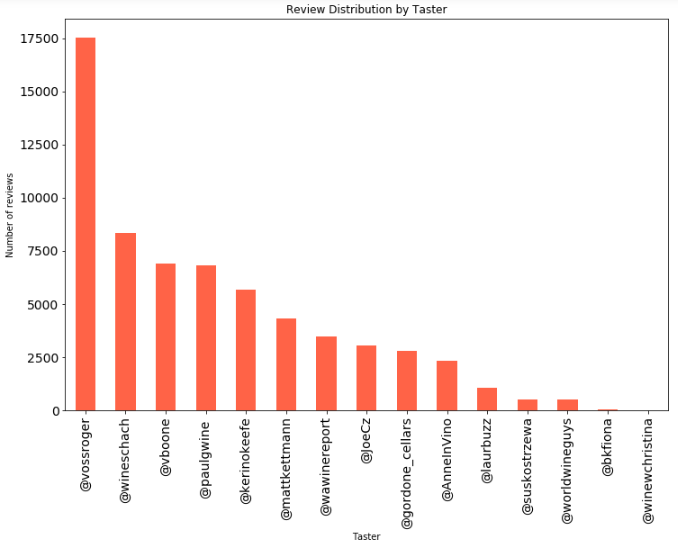 Review Distribution by Taster
17500
15000
12500
10000
7500
5000
2500
0
Number of reviews
@vossroger
@wineschach
@vboone
@paulgwine
@kerinokeefe
@mattkettmann
@wawinereport
@JoeCz
@gordone_cellars
@AnneInVino
@laurbuzz
@suskostrzewa
@worldwineguys
@bkfiona
@winewchristina
Taster